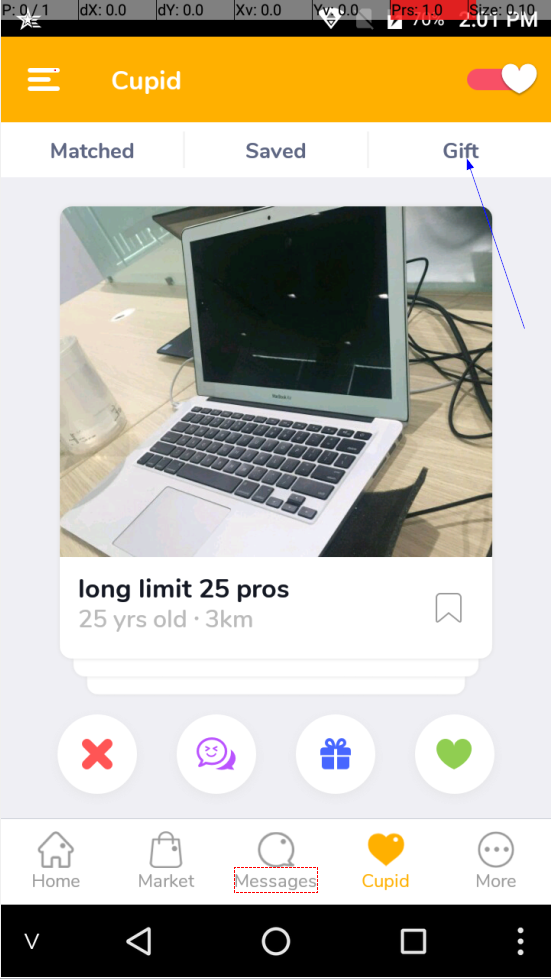 P: 0 / 1 dX: 0.0 dY: 0.0 Xv: 0.0 Yv: 0.0 Prs: 1.0 Size: 0.10
70% 2:01 PM
Cupid
Matched Saved Gift
long limit 25 pros
25 yrs old · 3km
Home Market Messages Cupid More